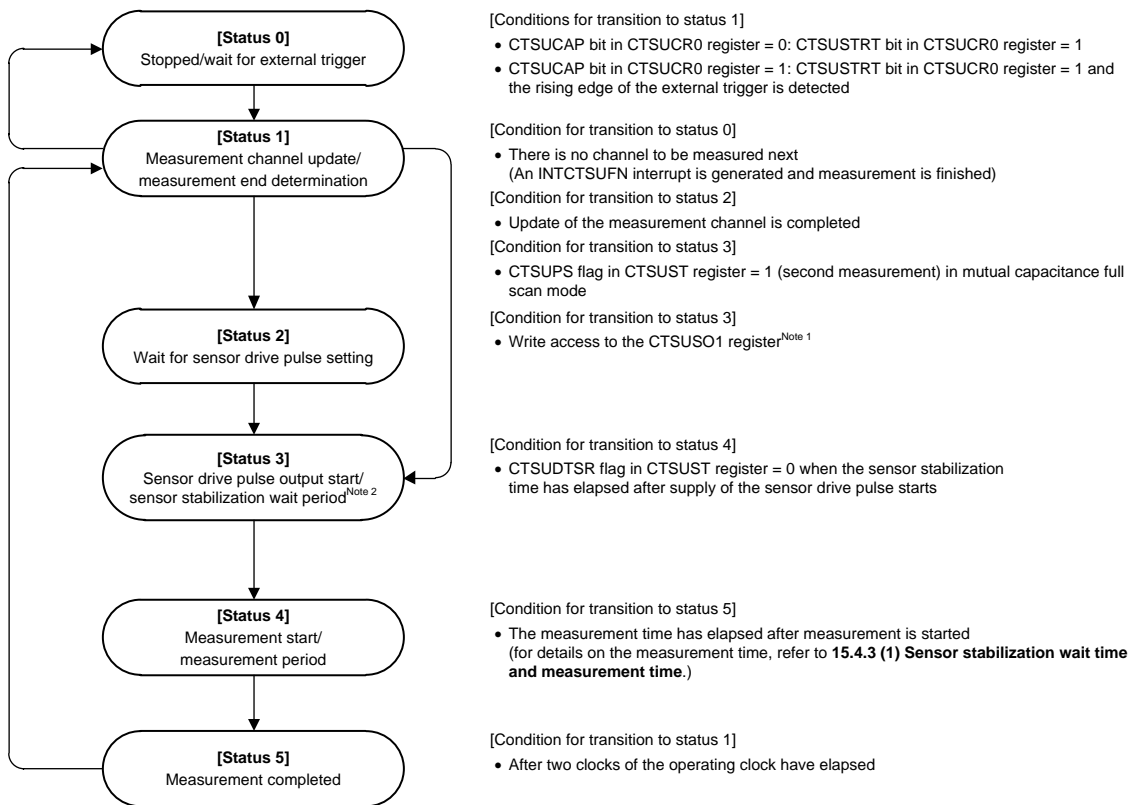 [Status 0]
Stopped/wait for external trigger
[Conditions for transition to status 1]
• CTSUCAP bit in CTSUCR0 register = 0: CTSUSTRT bit in CTSUCR0 register = 1
• CTSUCAP bit in CTSUCR0 register = 1: CTSUSTRT bit in CTSUCR0 register = 1 and
the rising edge of the external trigger is detected
[Status 1]
Measurement channel update/
measurement end determination
[Condition for transition to status 0]
• There is no channel to be measured next
(An INTCTSUFN interrupt is generated and measurement is finished)
[Condition for transition to status 2]
• Update of the measurement channel is completed
[Condition for transition to status 3]
• CTSUPS flag in CTSUST register = 1 (second measurement) in mutual capacitance full
scan mode
[Status 2]
Wait for sensor drive pulse setting
[Condition for transition to status 3]
• Write access to the CTSUSO1 registerNote 1
[Status 3]
Sensor drive pulse output start/
sensor stabilization wait periodNote 2
[Condition for transition to status 4]
• CTSUDTSR flag in CTSUST register = 0 when the sensor stabilization
time has elapsed after supply of the sensor drive pulse starts
[Status 4]
Measurement start/
measurement period
[Condition for transition to status 5]
• The measurement time has elapsed after measurement is started
(for details on the measurement time, refer to 15.4.3 (1) Sensor stabilization wait time
and measurement time.)
[Status 5]
Measurement completed
[Condition for transition to status 1]
• After two clocks of the operating clock have elapsed